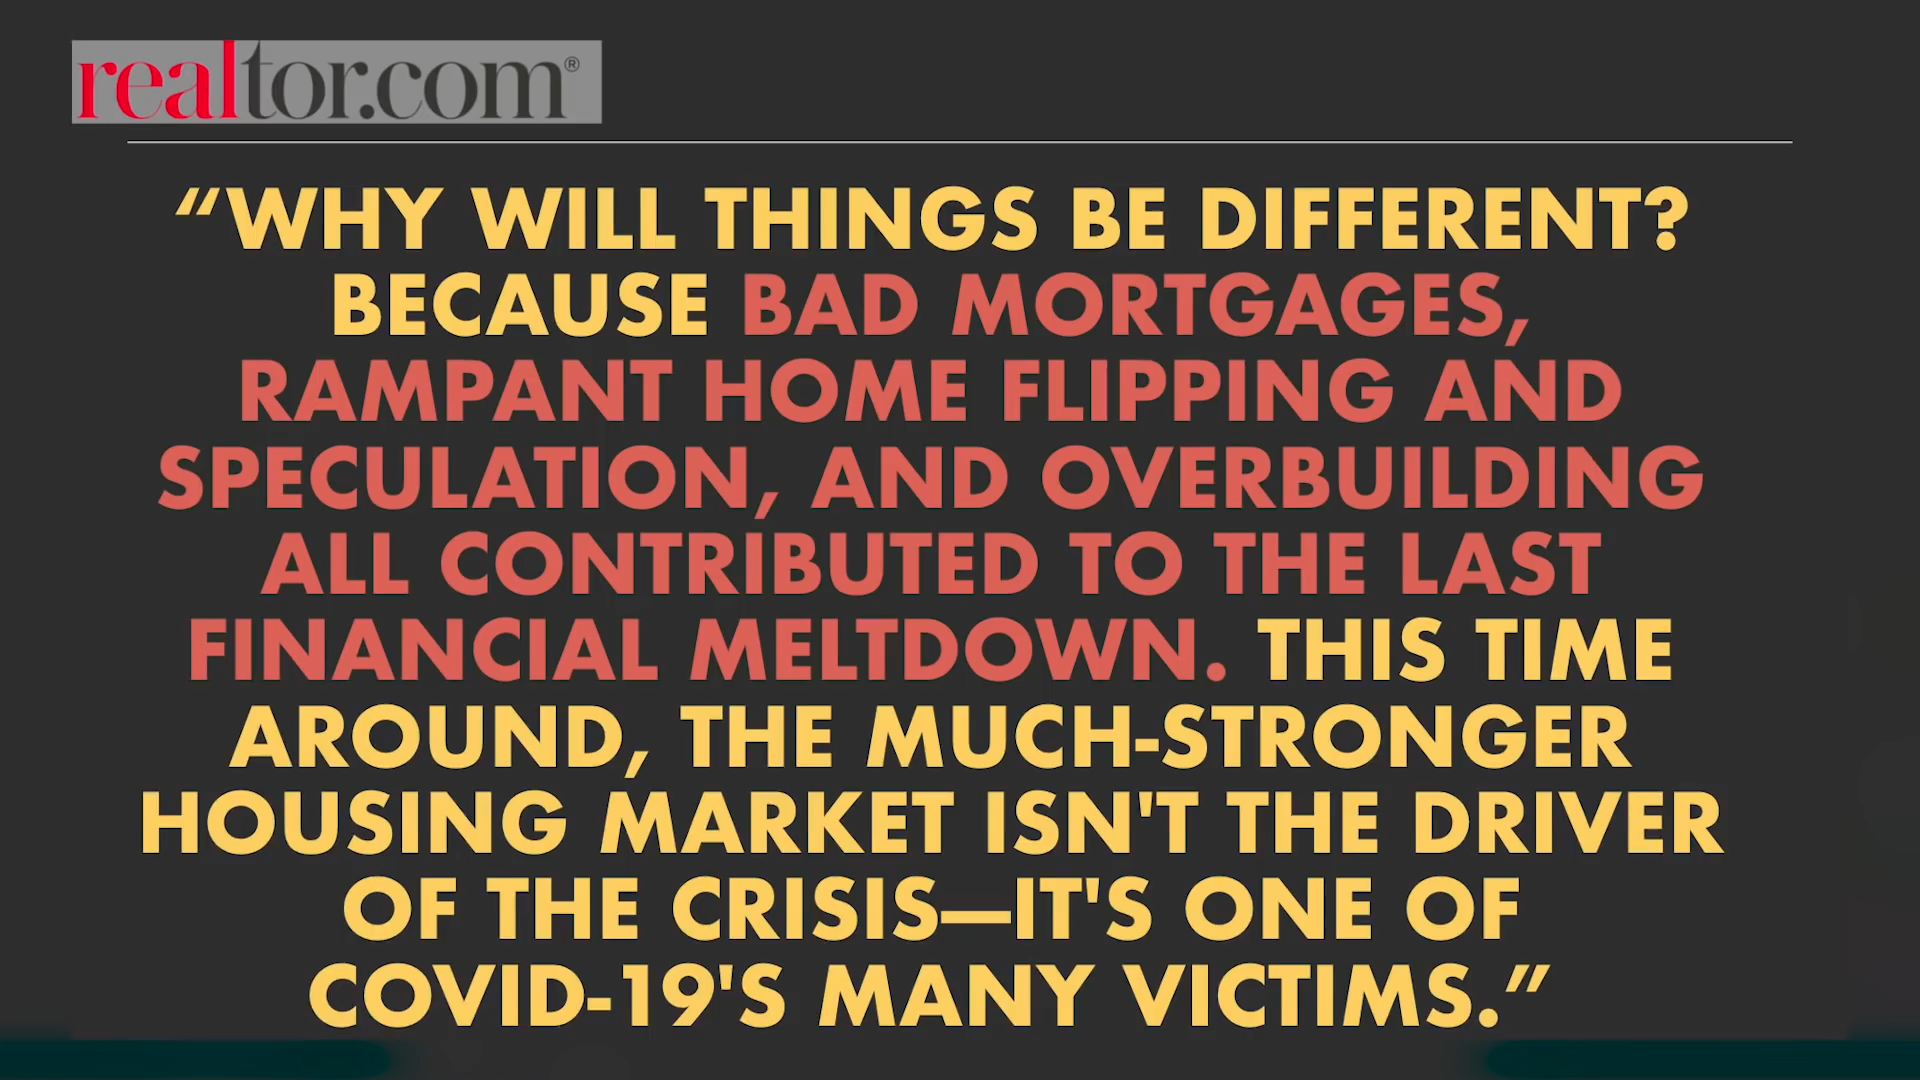 realtor.com®
“WHY WILL THINGS BE DIFFERENT?
BECAUSE BAD MORTGAGES,
RAMPANT HOME FLIPPING AND
SPECULATION, AND OVERBUILDING
ALL CONTRIBUTED TO THE LAST
FINANCIAL MELTDOWN. THIS TIME
AROUND, THE MUCH-STRONGER
HOUSING MARKET ISN'T THE DRIVER
OF THE CRISIS—IT'S ONE OF
COVID-19'S MANY VICTIMS.”